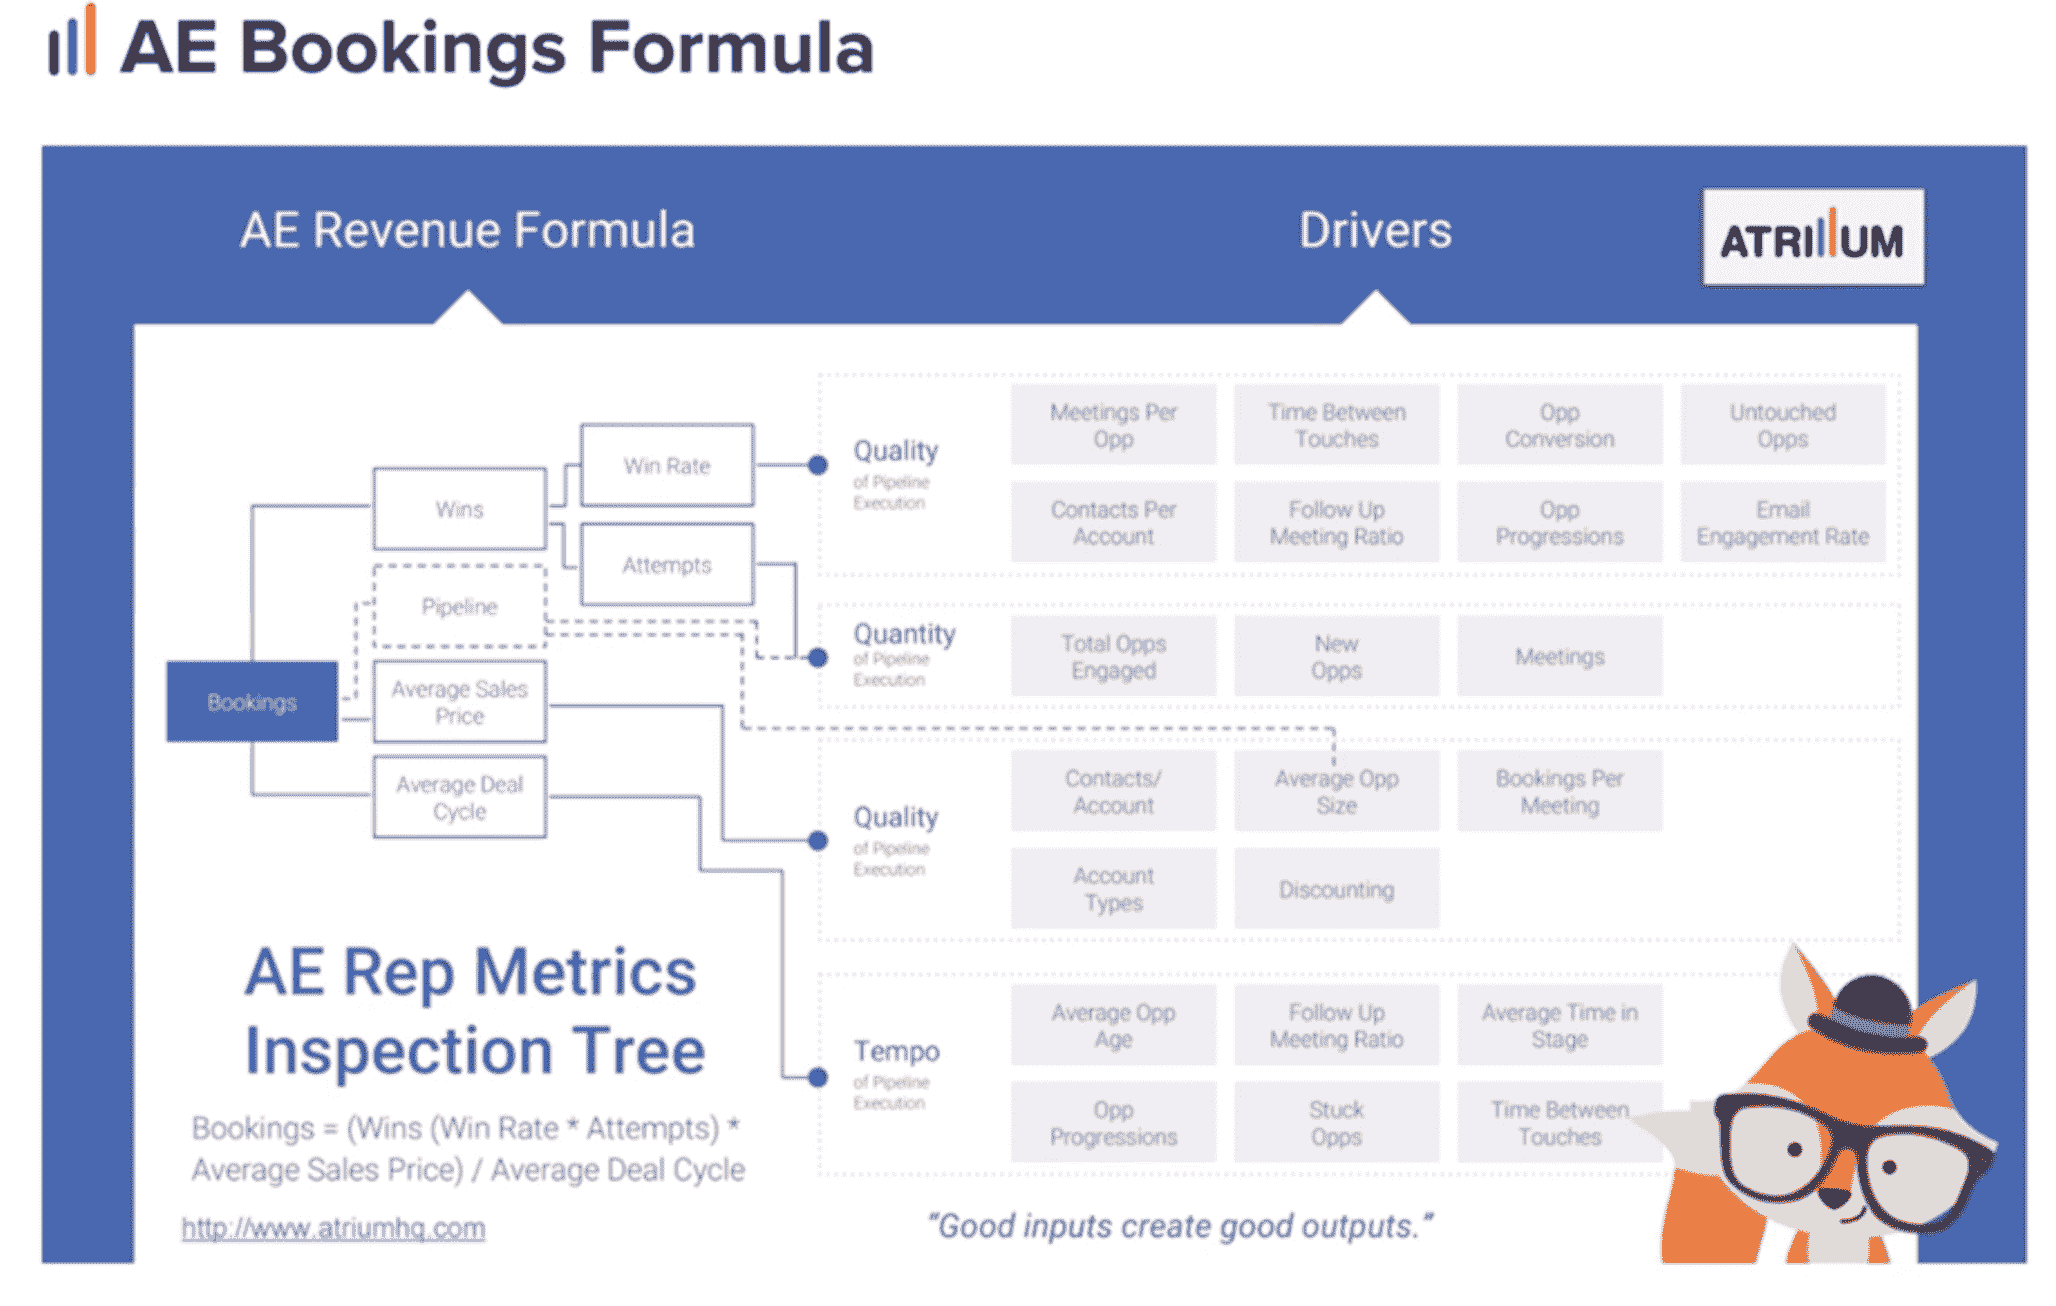 AE Bookings Formula
AE Revenue Formula
Drivers
ATRIUM
Bookings
Wins
Pipeline
Average Sales
Price
Average Deal
Cycle
Win Rate
Attempts
Quality
of Pipeline
Execution
Meetings Per
Opp
Time Between
Touches
Opp
Conversion
Untouched
Opps
Contacts Per
Account
Follow Up
Meeting Ratio
Opp
Progressions
Email
Engagement Rate
Quantity
of Pipeline
Execution
Total Opps
Engaged
New
Opps
Meetings
Quality
of Pipeline
Execution
Contacts/
Account
Average Opp
Size
Bookings Per
Meeting
Account
Types
Discounting
Tempo
of Pipeline
Execution
Average Opp
Age
Follow Up
Meeting Ratio
Average Time in
Stage
Opp
Progressions
Stuck
Opps
Time Between
Touches
AE Rep Metrics
Inspection Tree
Bookings = (Wins (Win Rate * Attempts) *
Average Sales Price) / Average Deal Cycle
http://www.atriumhq.com
“Good inputs create good outputs.”